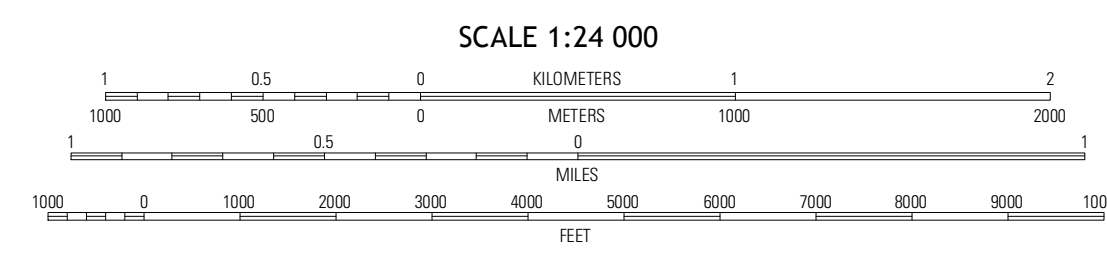 SCALE 1:24 000
1 0.5 0 KILOMETERS 1 2
1000 500 0 METERS 1000 2000
1 0.5 0 1
MILES
1000 0 1000 2000 3000 4000 5000 6000 7000 8000 9000 100
FEET